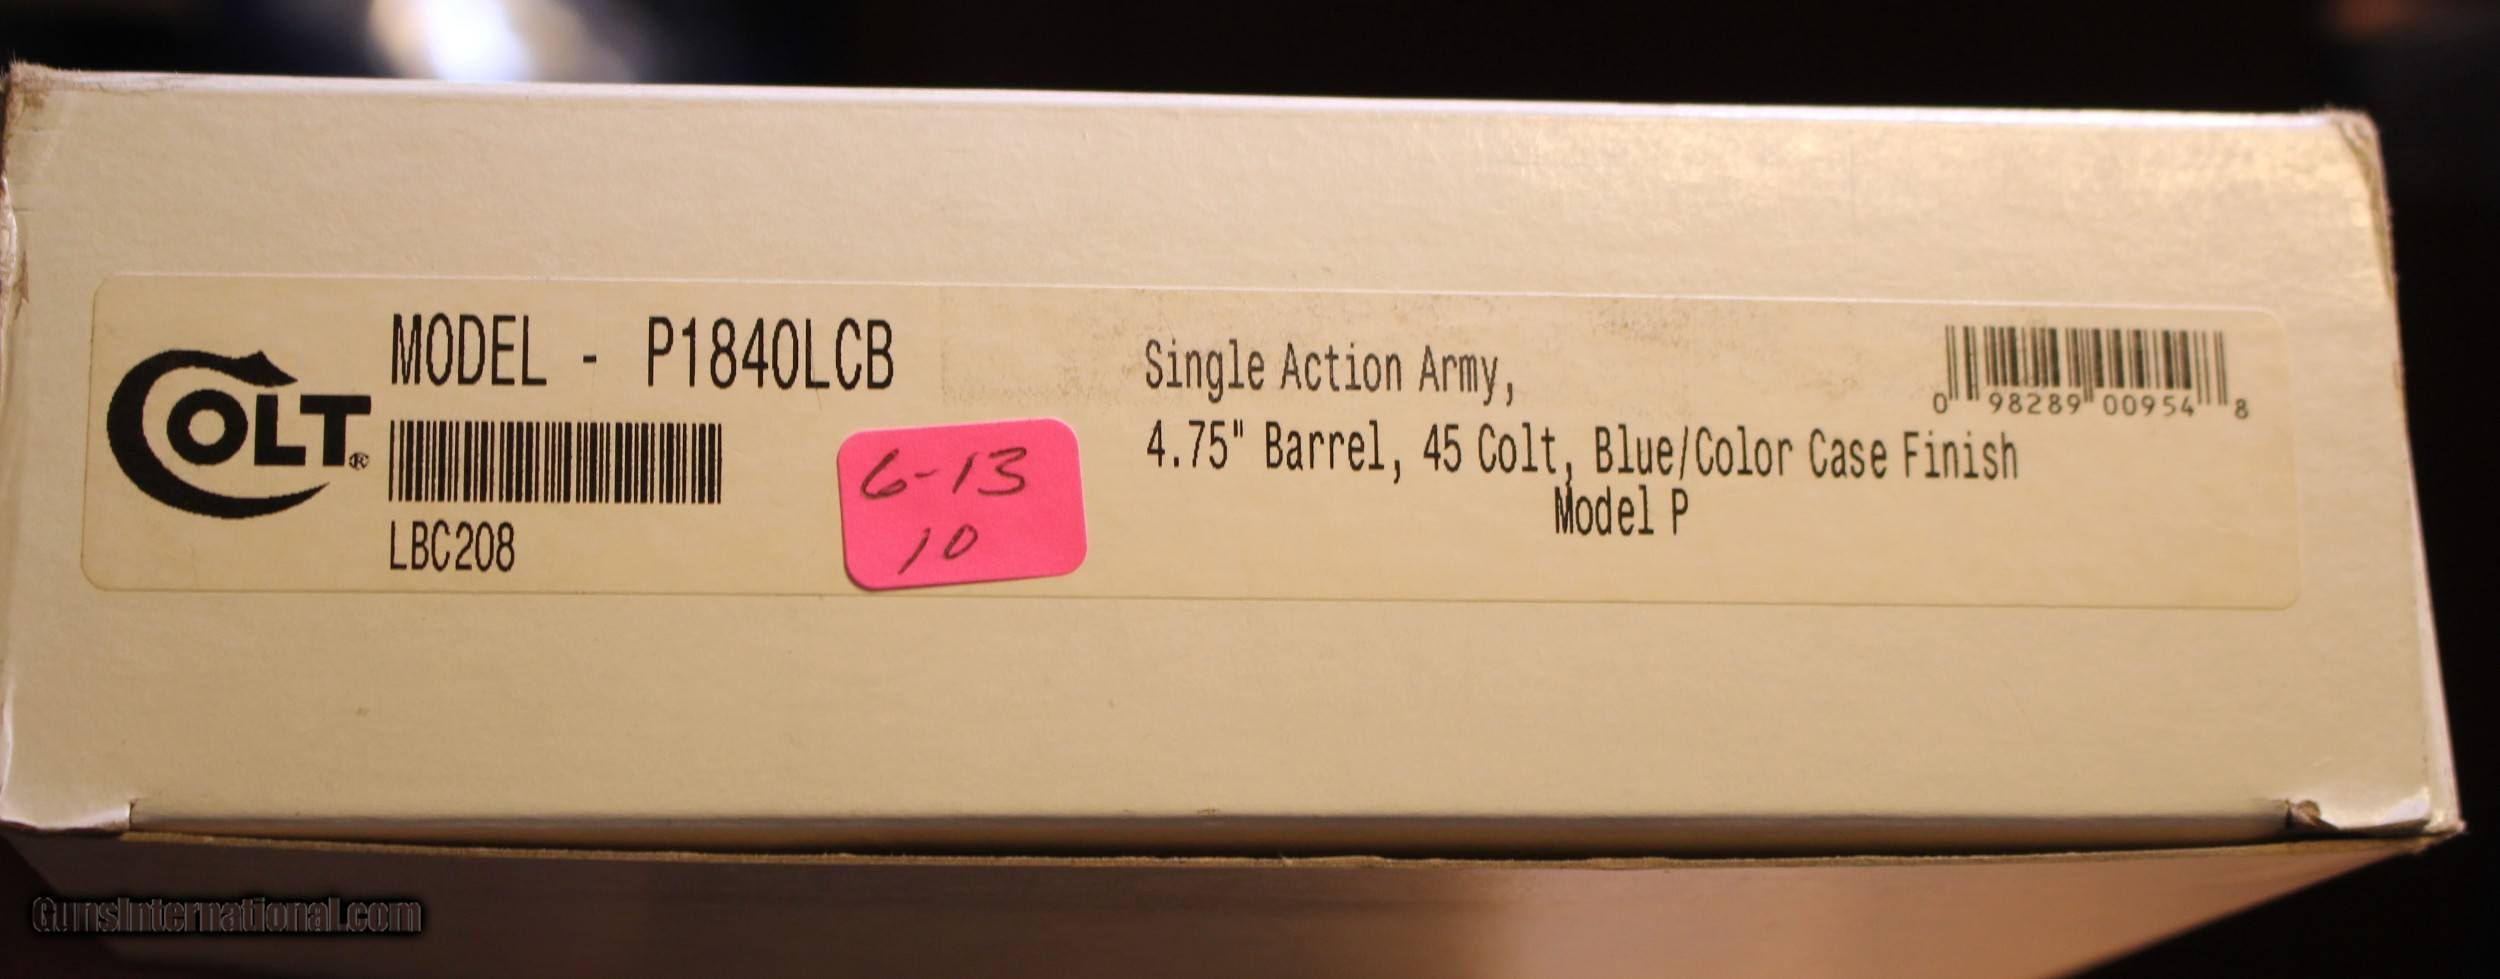 COLT®
MODEL - P1840LCB
LBC208
6-13
10
Single Action Army,
4.75" Barrel, 45 Colt, Blue/Color Case Finish
Model P
0 98289 00954 8
GunsInternational.com